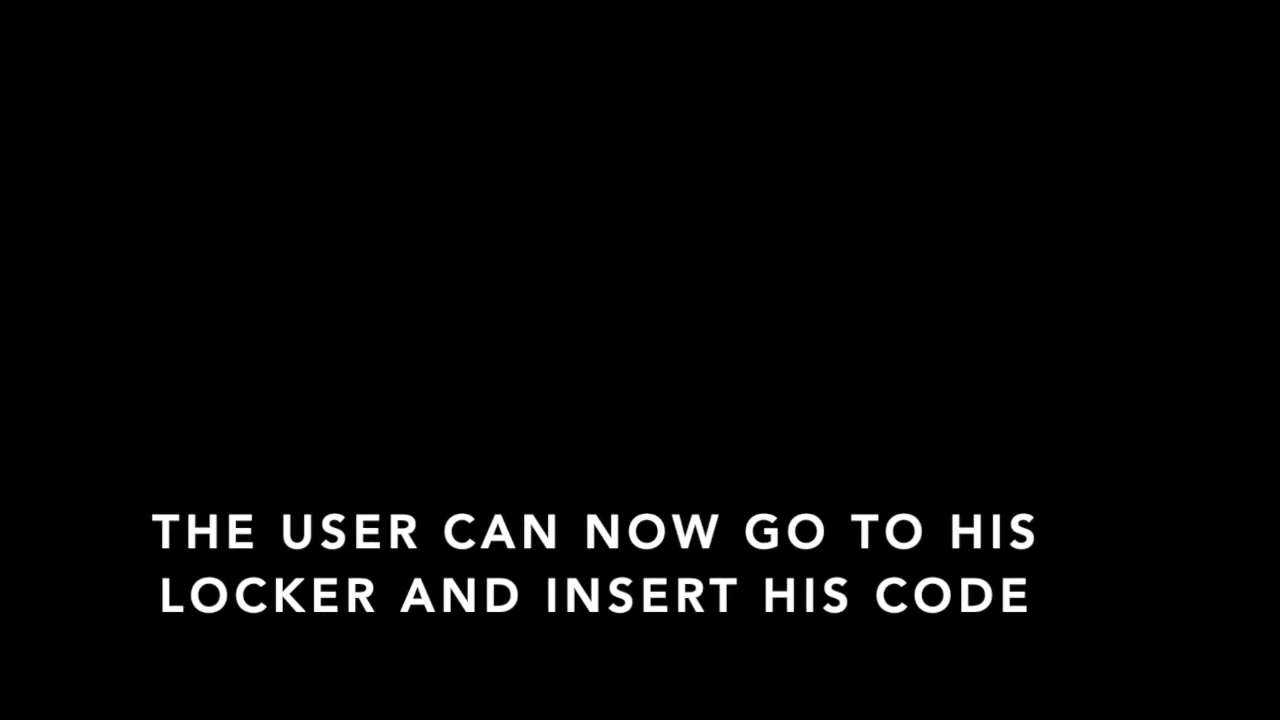 THE USER CAN NOW GO TO HIS
LOCKER AND INSERT HIS CODE